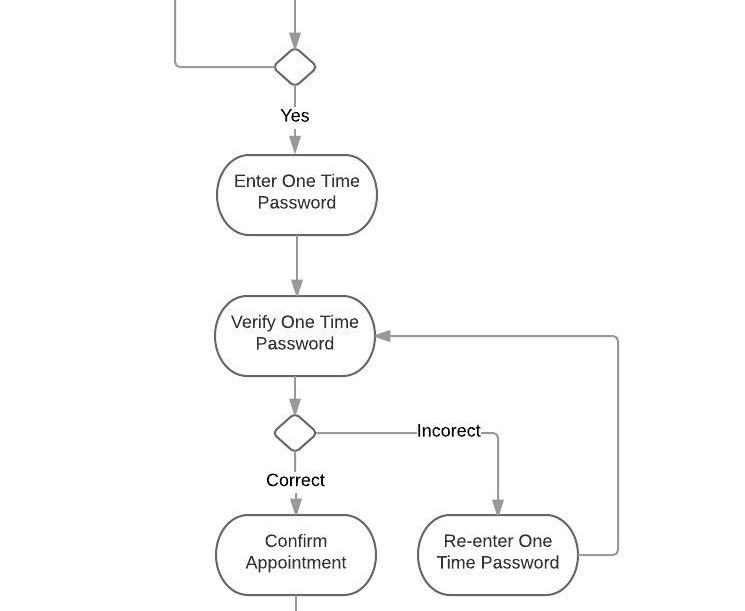 Yes
Enter One Time
Password
Verify One Time
Password
Incorect
Correct
Confirm
Appointment
Re-enter One
Time Password